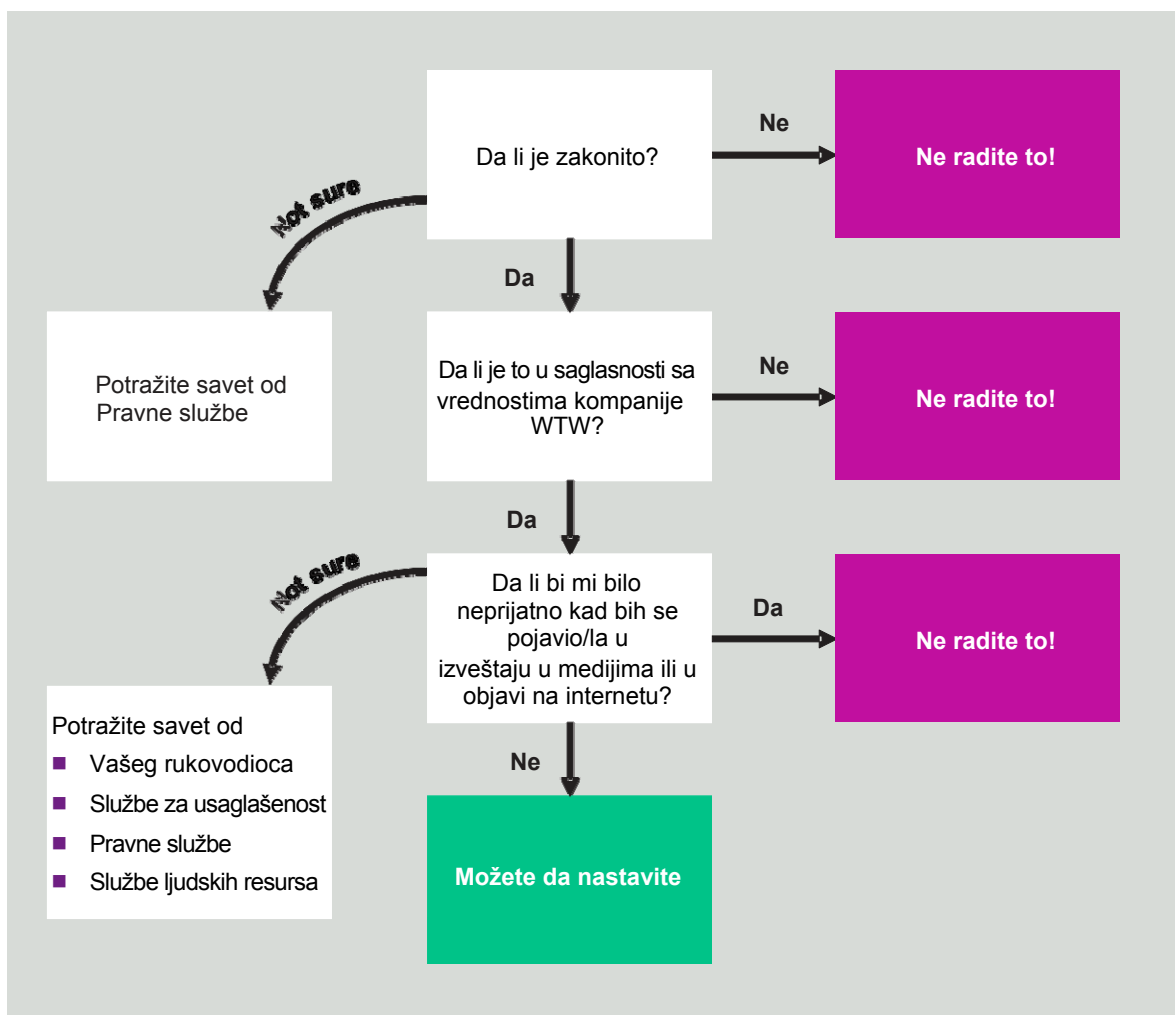 Da li je zakonito?
Ne
Ne radite to!
Not sure
Da
Potražite savet od
Pravne službe
Da li je to u saglasnosti sa
vrednostima kompanije
WTW?
Ne
Ne radite to!
Da
Not sure
Da li bi mi bilo
neprijatno kad bih se
pojavio/la u
izveštaju u medijima ili u
objavi na internetu?
Da
Ne radite to!
Potražite savet od
Vašeg rukovodioca
Službe za usaglašenost
Pravne službe
Službe ljudskih resursa
Ne
Možete da nastavite